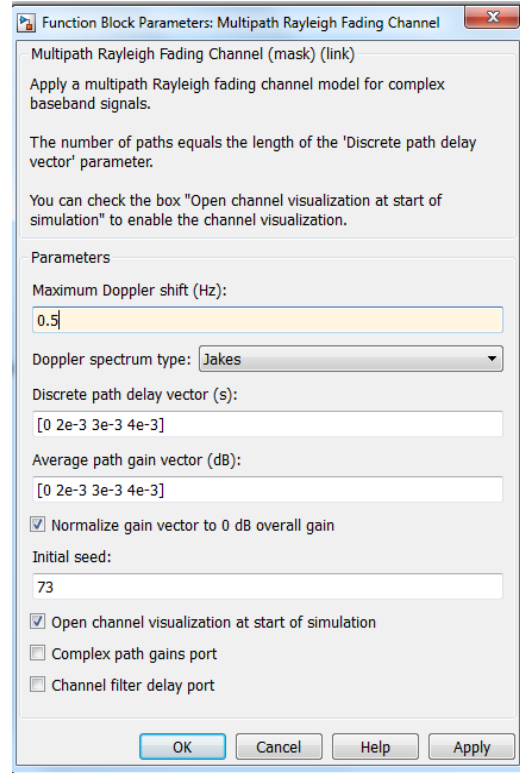 Function Block Parameters: Multipath Rayleigh Fading Channel
Multipath Rayleigh Fading Channel (mask) (link)
Apply a multipath Rayleigh fading channel model for complex
baseband signals.
The number of paths equals the length of the 'Discrete path delay
vector' parameter.
You can check the box "Open channel visualization at start of
simulation" to enable the channel visualization.
Parameters
Maximum Doppler shift (Hz):
0.5
Doppler spectrum type: Jakes
Discrete path delay vector (s):
[0 2e-3 3e-3 4e-3]
Average path gain vector (dB):
[0 2e-3 3e-3 4e-3]
Normalize gain vector to 0 dB overall gain
Initial seed:
73
Open channel visualization at start of simulation
Complex path gains port
Channel filter delay port
OK Cancel Help Apply